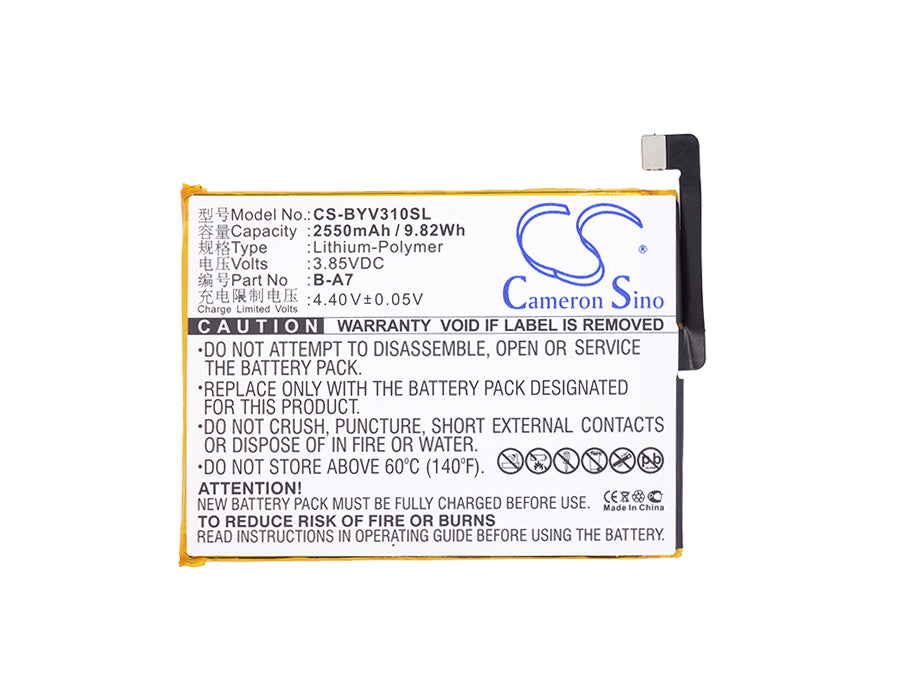 型号Model No.: CS-BYV310SL
容量Capacity : 2550mAh / 9.82Wh
规格Type : Lithium-Polymer
电压Volts : 3.85VDC
编号P/N : B-A7
充电限制电压 : 4.40V±0.05V
Charge Limited Volts
Cameron Sino
®
CAUTION WARRANTY VOID IF LABEL IS REMOVED
•DO NOT ATTEMPT TO DISASSEMBLE, OPEN OR SERVICE
THE BATTERY PACK.
•REPLACE ONLY WITH THE BATTERY PACK DESIGNATED
FOR THIS PRODUCT.
•DO NOT CRUSH, PUNCTURE, SHORT EXTERNAL CONTACTS
OR DISPOSE OF IN FIRE OR WATER.
•DO NOT STORE ABOVE 60°C (140°F).
Pb
ATTENTION!
NEW BATTERY PACK MUST BE FULLY CHARGED BEFORE USE.
TO REDUCE RISK OF FIRE OR BURNS
READ INSTRUCTIONS IN OPERATING GUIDE BEFORE USING THIS BATTERY.
CE
Made In China